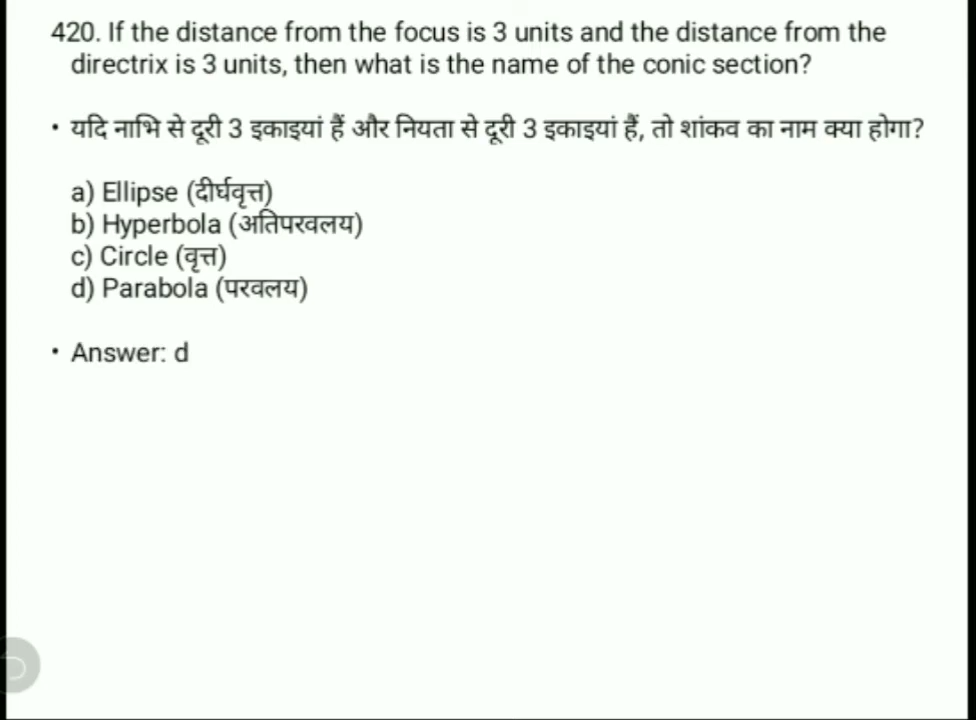 420. If the distance from the focus is 3 units and the distance from the
directrix is 3 units, then what is the name of the conic section?
• यदि नाभि से दूरी 3 इकाइयां हैं और नियता से दूरी 3 इकाइयां हैं, तो शांकव का नाम क्या होगा?
a) Ellipse (दीर्घवृत्त)
b) Hyperbola (अतिपरवलय)
c) Circle (वृत्त)
d) Parabola (परवलय)
• Answer: d